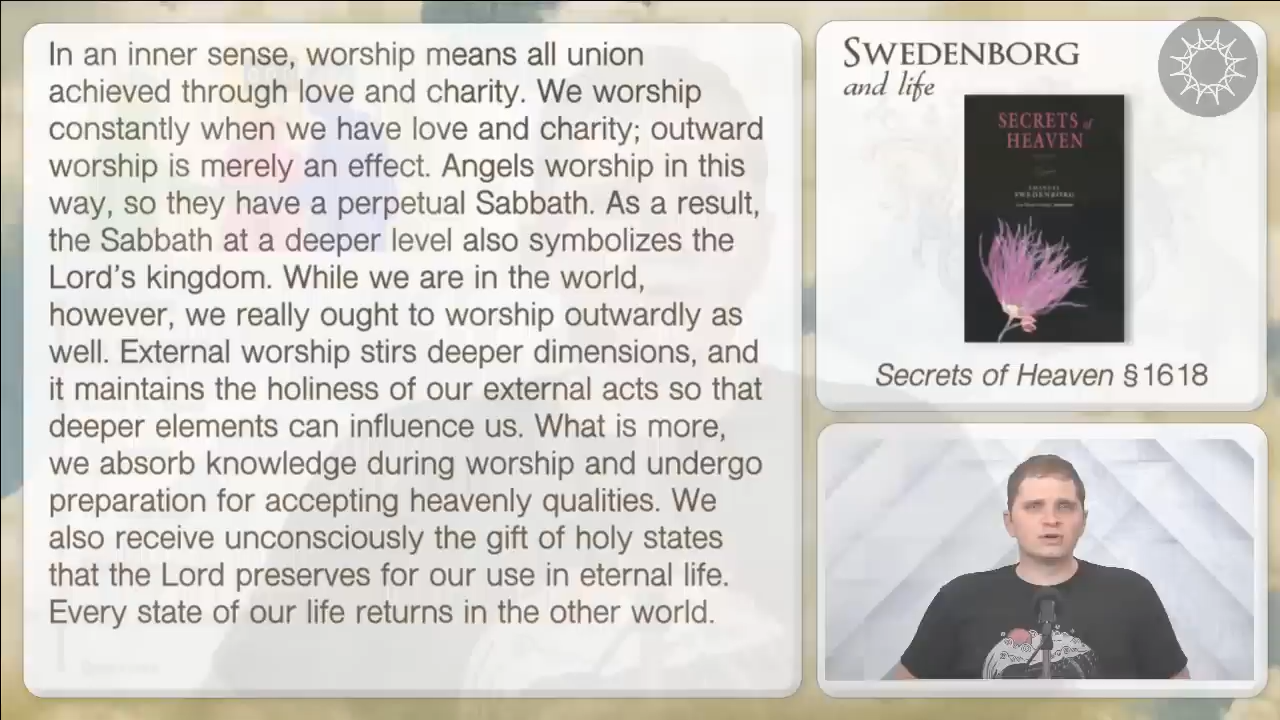 In an inner sense, worship means all union
achieved through love and charity. We worship
constantly when we have love and charity; outward
worship is merely an effect. Angels worship in this
way, so they have a perpetual Sabbath. As a result,
the Sabbath at a deeper level also symbolizes the
Lord's kingdom. While we are in the world,
however, we really ought to worship outwardly as
well. External worship stirs deeper dimensions, and
it maintains the holiness of our external acts so that
deeper elements can influence us. What is more,
we absorb knowledge during worship and undergo
preparation for accepting heavenly qualities. We
also receive unconsciously the gift of holy states
that the Lord preserves for our use in eternal life.
Every state of our life returns in the other world.
SWEDENBORG
and life
SECRETS of
HEAVEN
EMANUEL
SWEDENBORG
Secrets of Heaven §1618